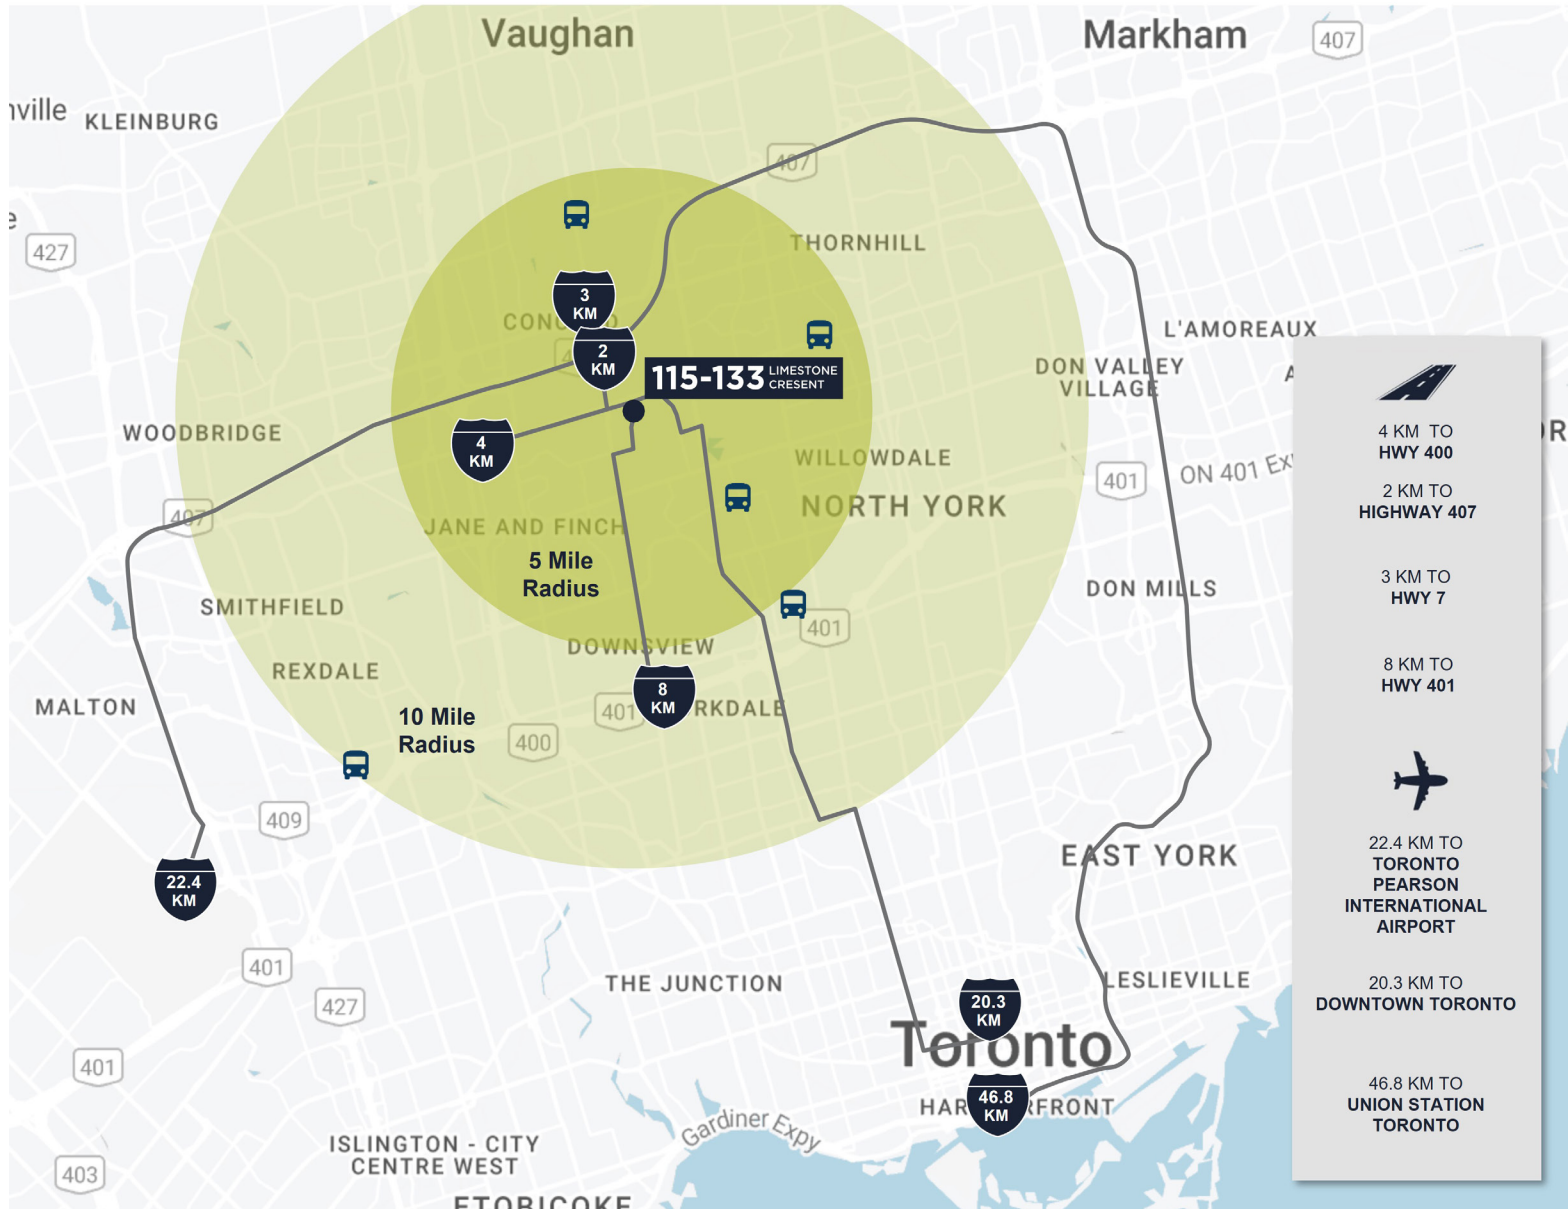 Vaughan
Markham
407
nville
KLEINBURG
407
427
THORNHILL
3
KM
2
KM
L'AMOREAUX
115-133 LIMESTONE
CRESENT
DON VALLEY
VILLAGE
WOODBRIDGE
4
KM
WILLOWDALE
401
ON 401 Ex
NORTH YORK
407
JANE AND FINCH
5 Mile
Radius
DON MILLS
SMITHFIELD
401
DOWNSVIEW
REXDALE
8
KM
MALTON
401
RKDALE
10 Mile
Radius
400
409
EAST YORK
22.4
KM
401
THE JUNCTION
LESLIEVILLE
427
20.3
KM
Toronto
401
46.8
KM
HAR RFRONT
Gardiner Expy
ISLINGTON - CITY
CENTRE WEST
403
ETOBICOKE
4 KM TO
HWY 400
2 KM TO
HIGHWAY 407
3 KM TO
HWY 7
8 KM TO
HWY 401
22.4 KM TO
TORONTO
PEARSON
INTERNATIONAL
AIRPORT
20.3 KM TO
DOWNTOWN TORONTO
46.8 KM TO
UNION STATION
TORONTO